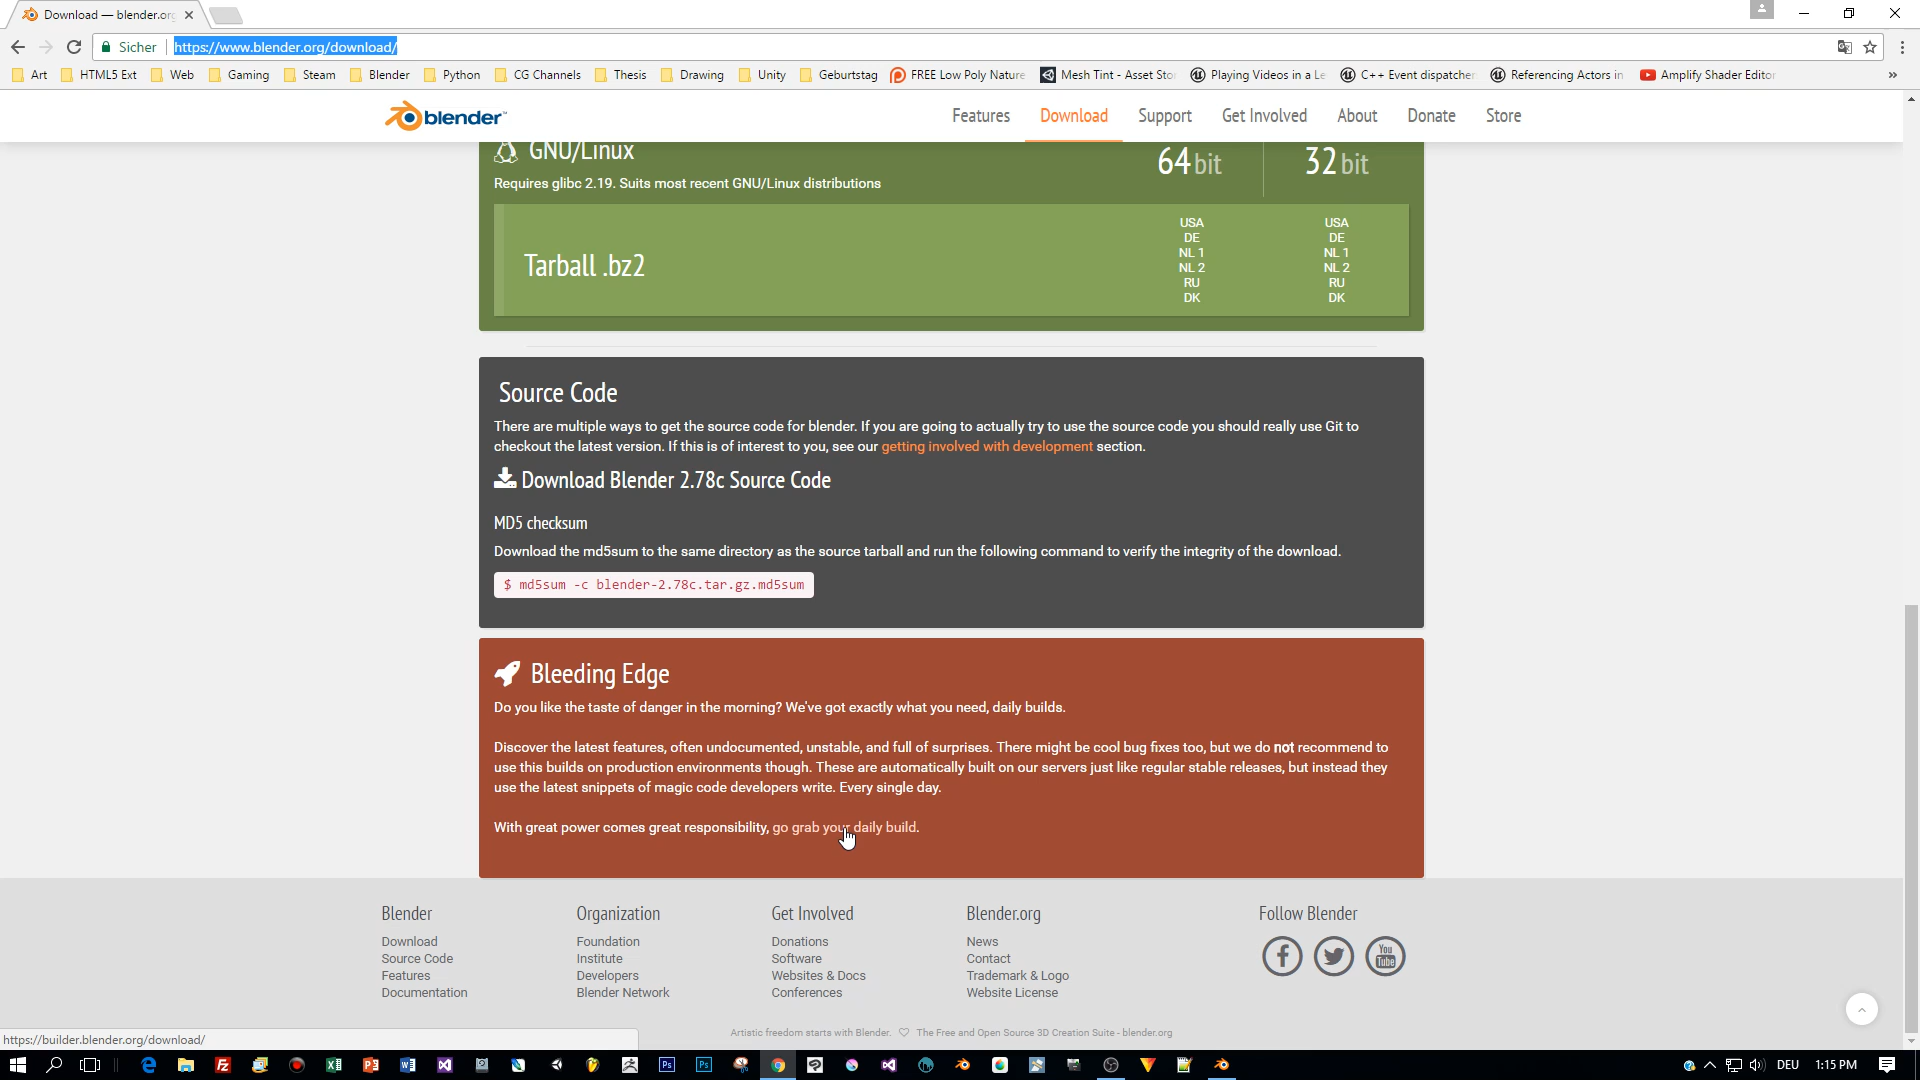 Download — blender.org
Sicher https://www.blender.org/download/
Art HTML5 Ext Web Gaming Steam Blender Python CG Channels Thesis Drawing Unity Geburtstag FREE Low Poly Nature Mesh Tint - Asset Sto Playing Videos in a Le C++ Event dispatcher Referencing Actors in Amplify Shader Editor »
blender™ Features Download Support Get Involved About Donate Store
GNU/Linux 64bit 32bit
Requires glibc 2.19. Suits most recent GNU/Linux distributions
Tarball .bz2
USA USA
DE DE
NL 1 NL 1
NL 2 NL 2
RU RU
DK DK
Source Code
There are multiple ways to get the source code for blender. If you are going to actually try to use the source code you should really use Git to
checkout the latest version. If this is of interest to you, see our getting involved with development section.
Download Blender 2.78c Source Code
MD5 checksum
Download the md5sum to the same directory as the source tarball and run the following command to verify the integrity of the download.
$ md5sum -c blender-2.78c.tar.gz.md5sum
Bleeding Edge
Do you like the taste of danger in the morning? We've got exactly what you need, daily builds.
Discover the latest features, often undocumented, unstable, and full of surprises. There might be cool bug fixes too, but we do not recommend to
use this builds on production environments though. These are automatically built on our servers just like regular stable releases, but instead they
use the latest snippets of magic code developers write. Every single day.
With great power comes great responsibility, go grab your daily build.
Blender Organization Get Involved Blender.org Follow Blender
Download Foundation Donations News
Source Code Institute Software Contact
Features Developers Websites & Docs Trademark & Logo
Documentation Blender Network Conferences Website License
You Tube
Artistic freedom starts with Blender. The Free and Open Source 3D Creation Suite - blender.org
https://builder.blender.org/download/
DEU 1:15 PM